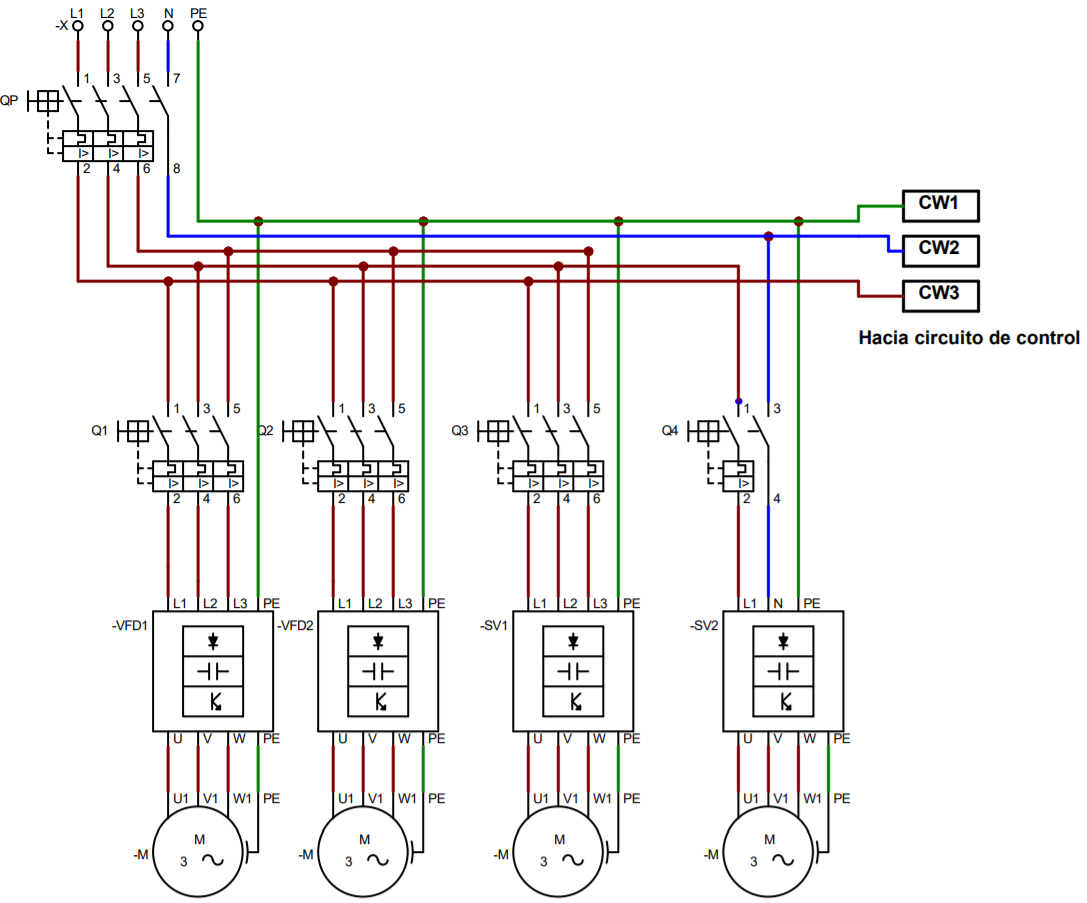 L1 L2 L3 N PE
-X
1 3 5 7
QP
I> I> I>
2 4 6 8
CW1
CW2
CW3
Hacia circuito de control
1 3 5 1 3 5 1 3 5 1 3
Q1 Q2 Q3 Q4
I> I> I> I> I> I> I> I> I> I>
2 4 6 2 4 6 2 4 6 2 4
L1 L2 L3 PE L1 L2 L3 PE L1 L2 L3 PE L1 N PE
-VFD1 -VFD2 -SV1 -SV2
U V W PE U V W PE U V W PE U V W PE
U1 V1 W1 PE U1 V1 W1 PE U1 V1 W1 PE U1 V1 W1 PE
M M M M
-M -M -M -M
3 3 3 3